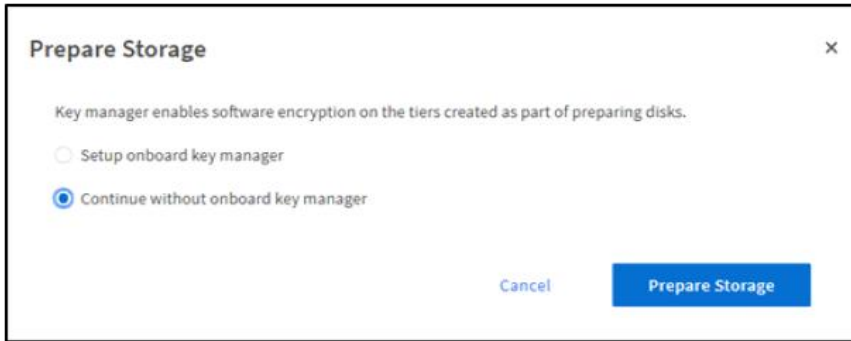 Prepare Storage
Key manager enables software encryption on the tiers created as part of preparing disks.
Setup onboard key manager
Continue without onboard key manager
Cancel
Prepare Storage